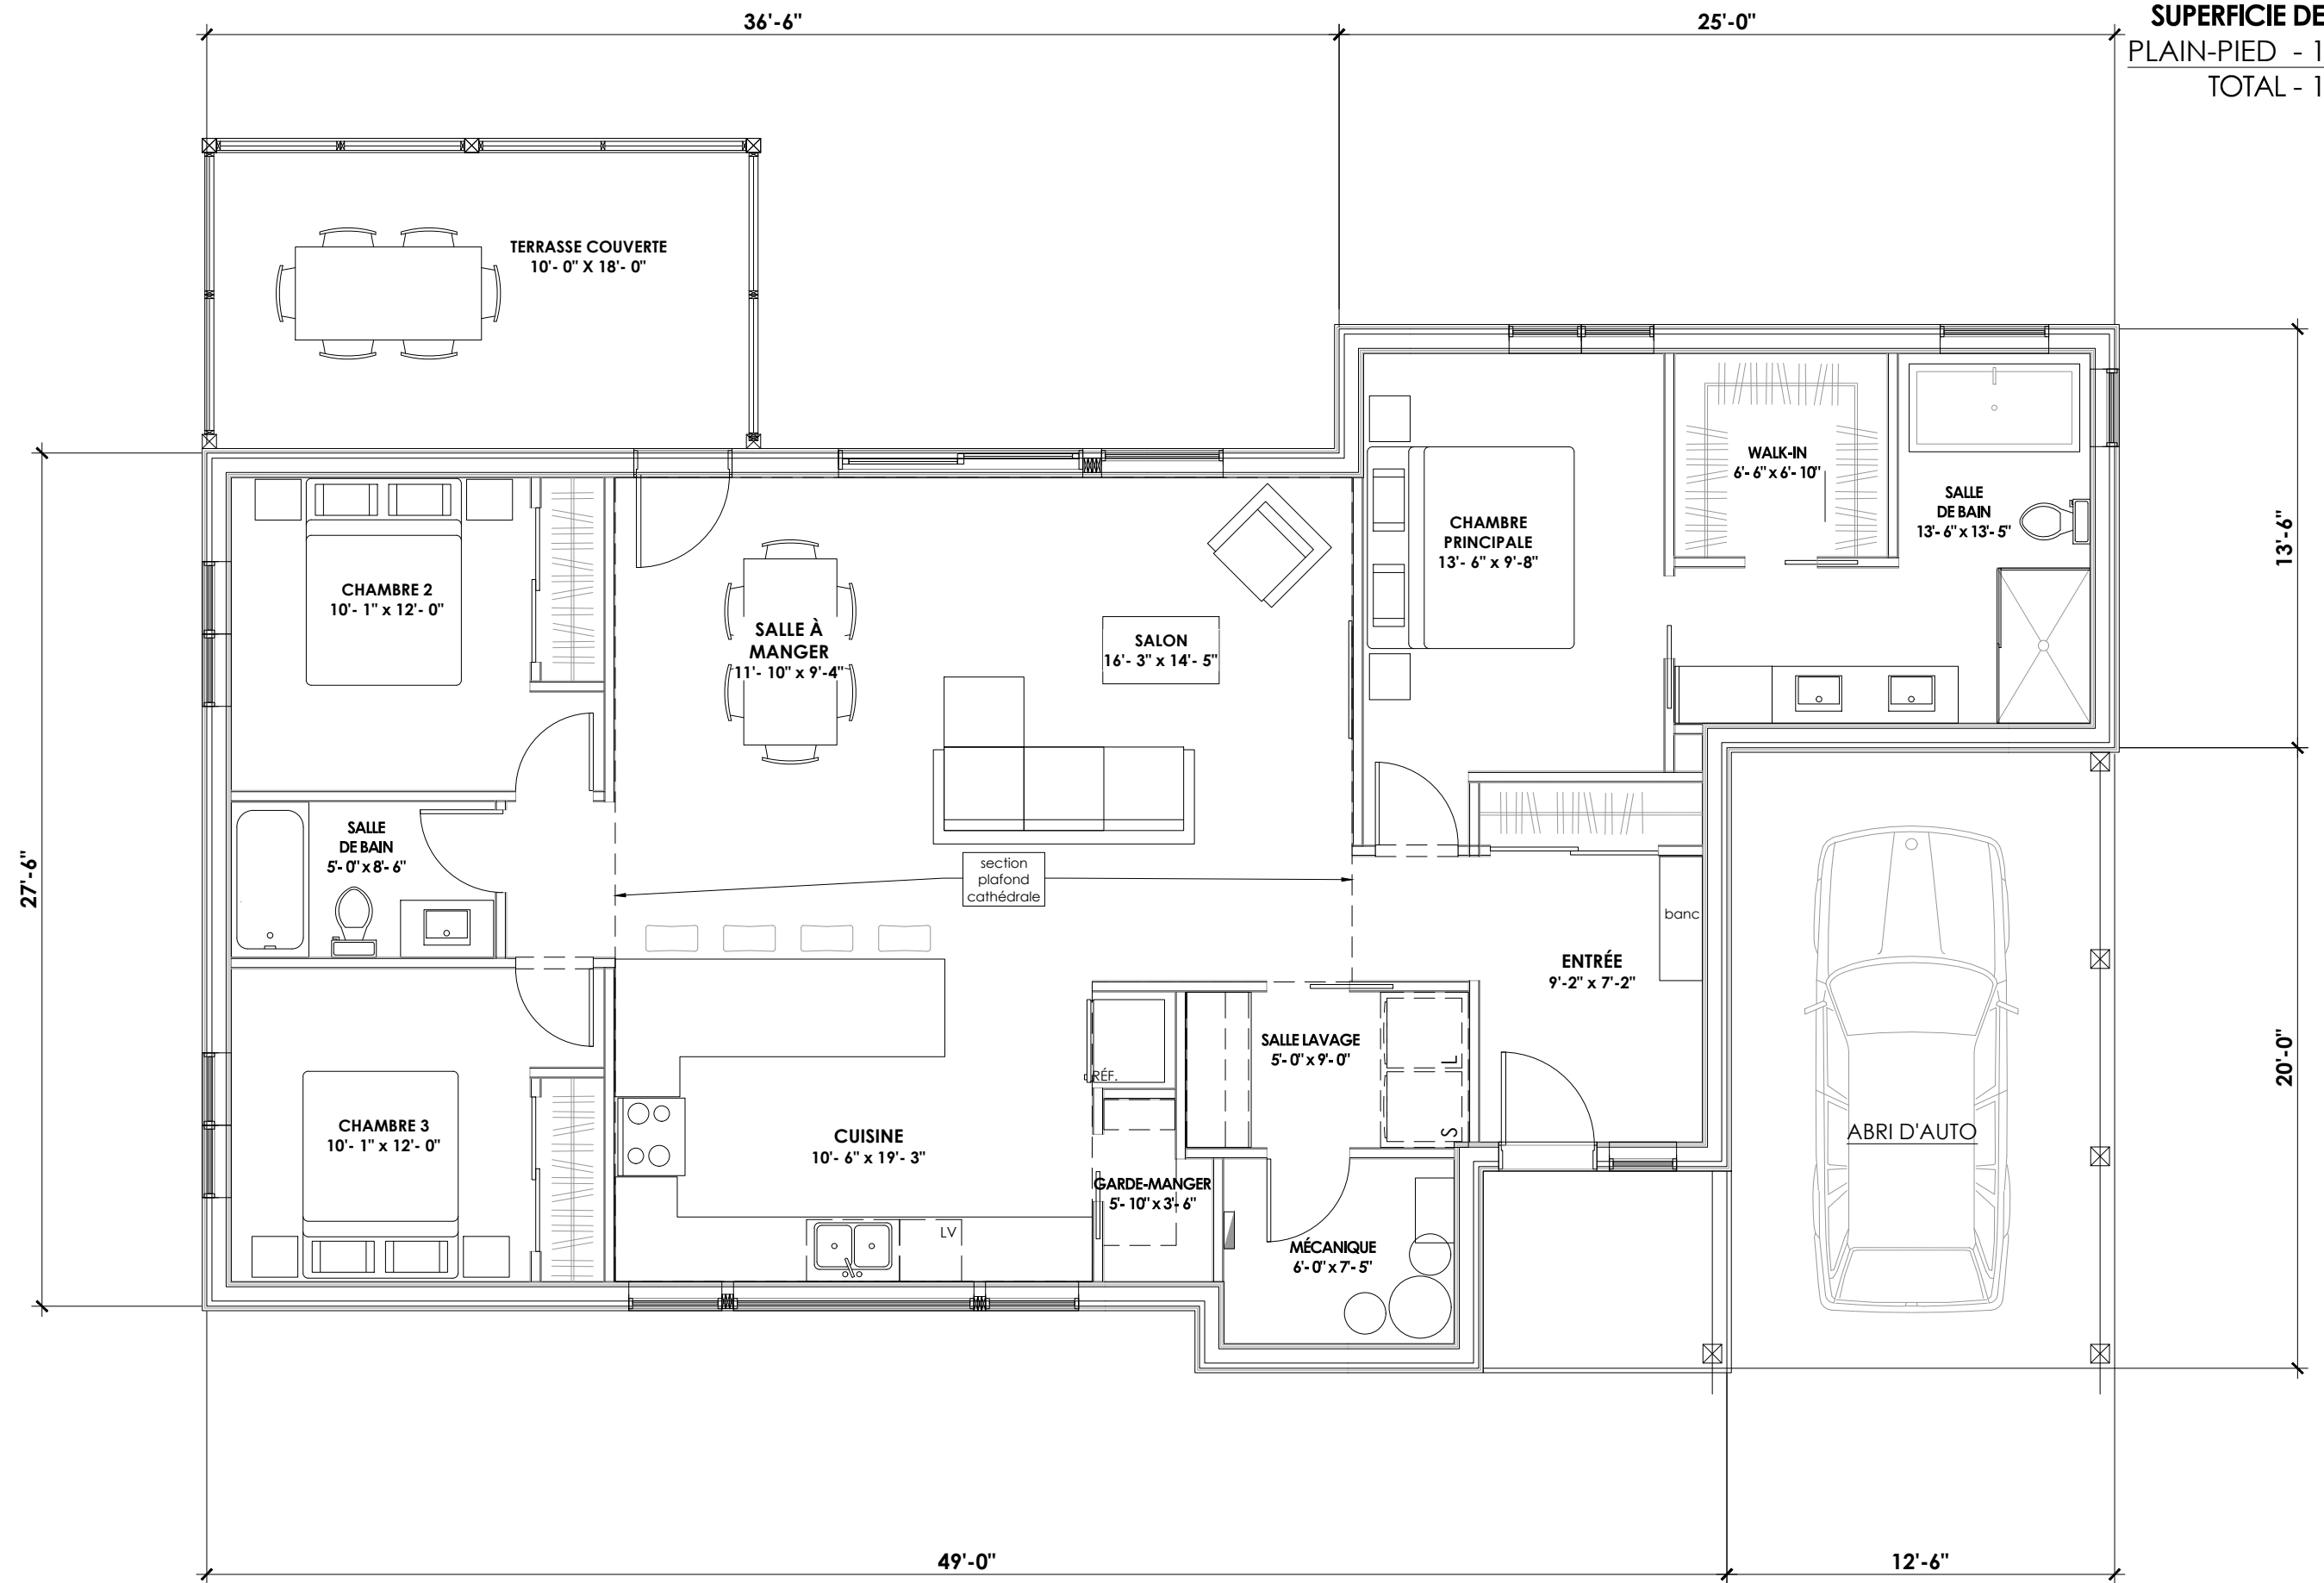 36'-6"
25'-0"
SUPERFICIE DE
PLAIN-PIED - 1
TOTAL - 1
TERRASSE COUVERTE
10'- 0" X 18'- 0"
WALK-IN
6'- 6" x 6'- 10"
SALLE
DE BAIN
13'- 6" x 13'- 5"
CHAMBRE
PRINCIPALE
13'- 6" x 9'-8"
13'-6"
CHAMBRE 2
10'- 1" x 12'- 0"
SALLE À
MANGER
11'- 10" x 9'-4"
SALON
16'- 3" x 14'- 5"
SALLE
DE BAIN
5'- 0" x 8'- 6"
section
plafond
cathédrale
27'-6"
banc
ENTRÉE
9'-2" x 7'-2"
SALLE LAVAGE
5'- 0" x 9'- 0"
L
S
RÉF.
20'-0"
CHAMBRE 3
10'- 1" x 12'- 0"
CUISINE
10'- 6" x 19'- 3"
ABRI D'AUTO
GARDE-MANGER
5'- 10" x 3'- 6"
LV
MÉCANIQUE
6'- 0" x 7'- 5"
49'-0"
12'-6"